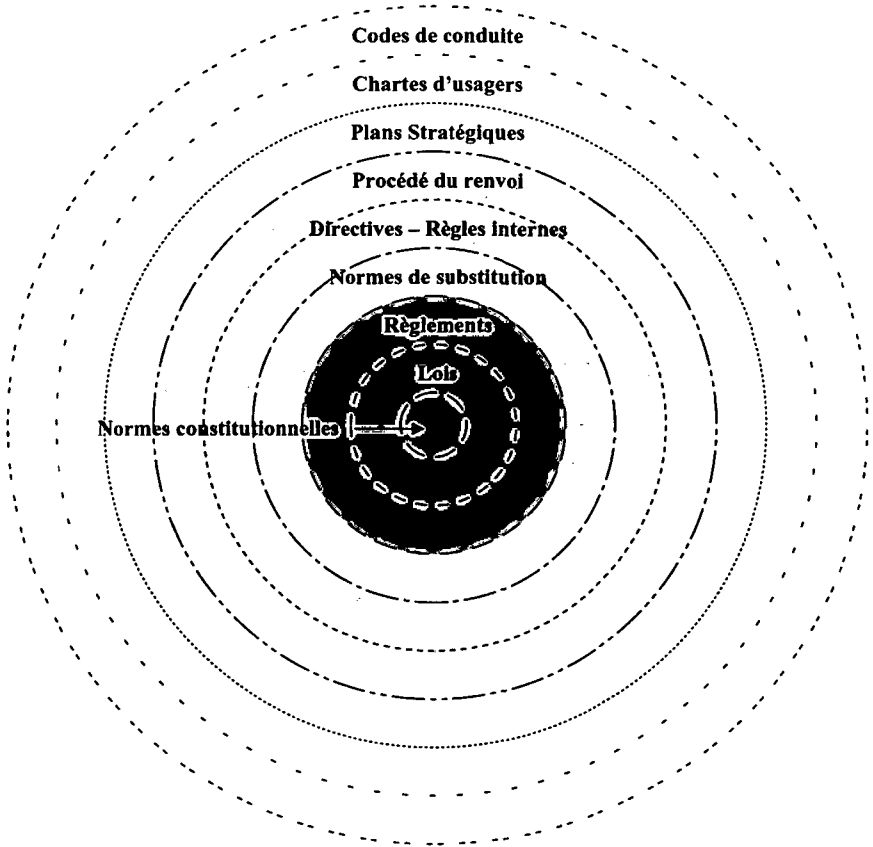 Codes de conduite
Chartes d'usagers
Plans Stratégiques
Procédé du renvoi
Directives – Règles internes
Normes de substitution
Règlements
Lois
Normes constitutionnelles